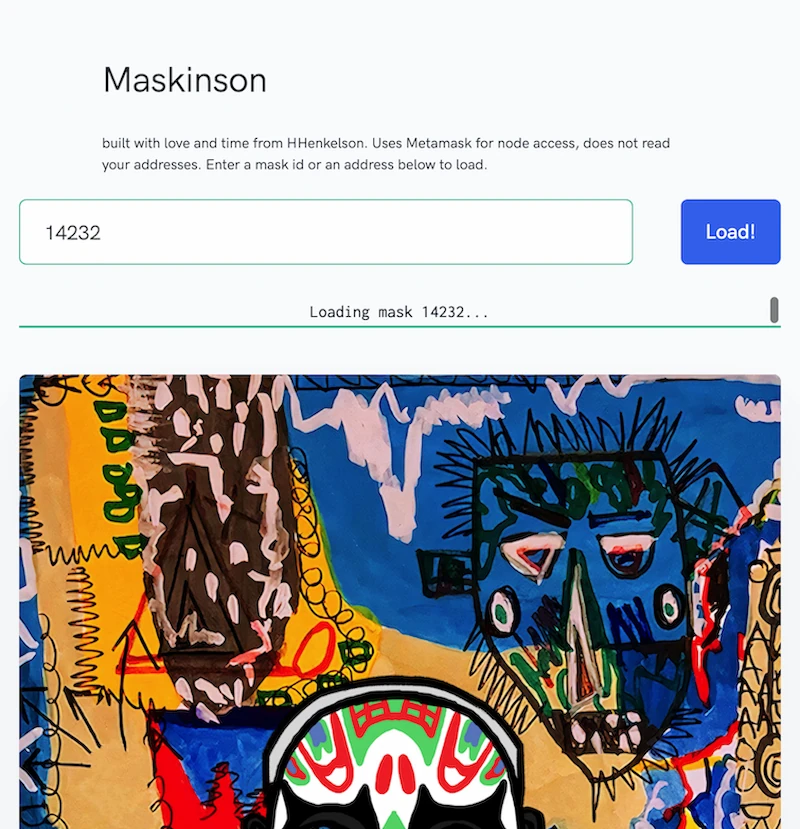 Maskinson
built with love and time from HHenkelson. Uses Metamask for node access, does not read
your addresses. Enter a mask id or an address below to load.
14232
Load!
Loading mask 14232...